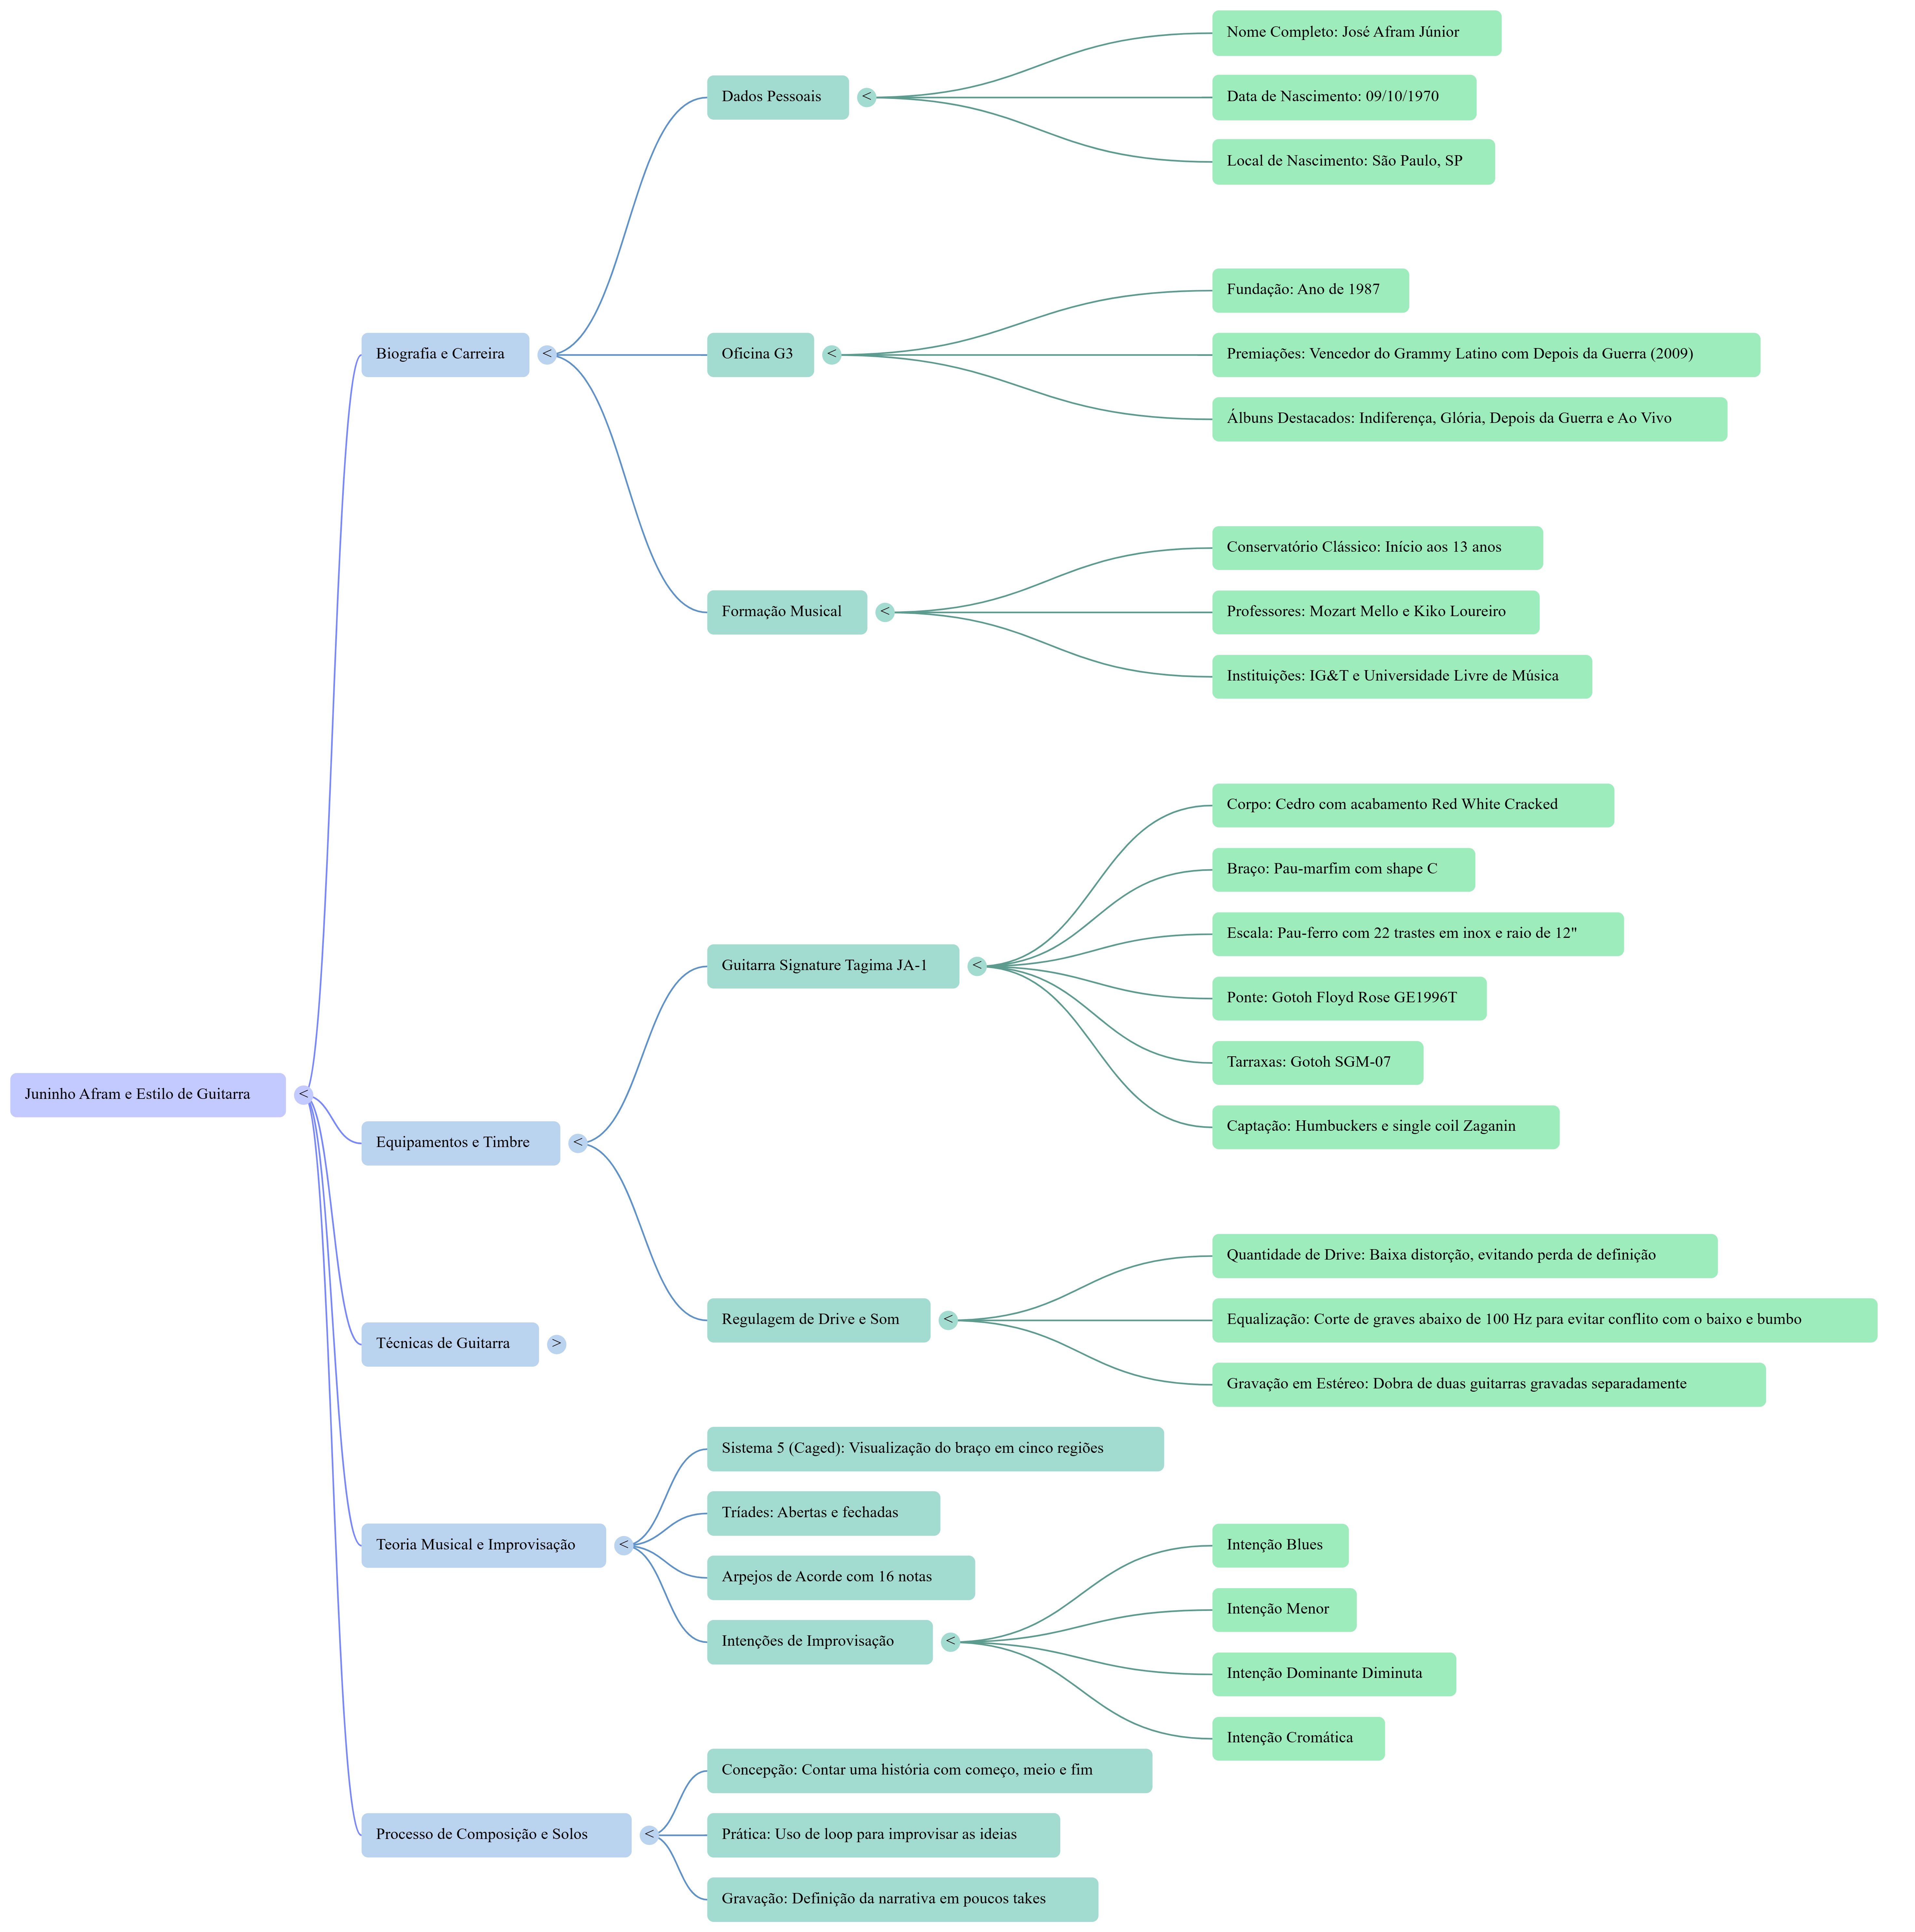 Juninho Afram e Estilo de Guitarra
<
Biografia e Carreira
<
Dados Pessoais
<
Nome Completo: José Afram Júnior
Data de Nascimento: 09/10/1970
Local de Nascimento: São Paulo, SP
Oficina G3
<
Fundação: Ano de 1987
Premiações: Vencedor do Grammy Latino com Depois da Guerra (2009)
Álbuns Destacados: Indiferença, Glória, Depois da Guerra e Ao Vivo
Formação Musical
<
Conservatório Clássico: Início aos 13 anos
Professores: Mozart Mello e Kiko Loureiro
Instituições: IG&T e Universidade Livre de Música
Equipamentos e Timbre
<
Guitarra Signature Tagima JA-1
<
Corpo: Cedro com acabamento Red White Cracked
Braço: Pau-marfim com shape C
Escala: Pau-ferro com 22 trastes em inox e raio de 12"
Ponte: Gotoh Floyd Rose GE1996T
Tarraxas: Gotoh SGM-07
Captação: Humbuckers e single coil Zaganin
Regulagem de Drive e Som
<
Quantidade de Drive: Baixa distorção, evitando perda de definição
Equalização: Corte de graves abaixo de 100 Hz para evitar conflito com o baixo e bumbo
Gravação em Estéreo: Dobra de duas guitarras gravadas separadamente
Técnicas de Guitarra
>
Teoria Musical e Improvisação
<
Sistema 5 (Caged): Visualização do braço em cinco regiões
Tríades: Abertas e fechadas
Arpejos de Acorde com 16 notas
Intenções de Improvisação
<
Intenção Blues
Intenção Menor
Intenção Dominante Diminuta
Intenção Cromática
Processo de Composição e Solos
<
Concepção: Contar uma história com começo, meio e fim
Prática: Uso de loop para improvisar as ideias
Gravação: Definição da narrativa em poucos takes